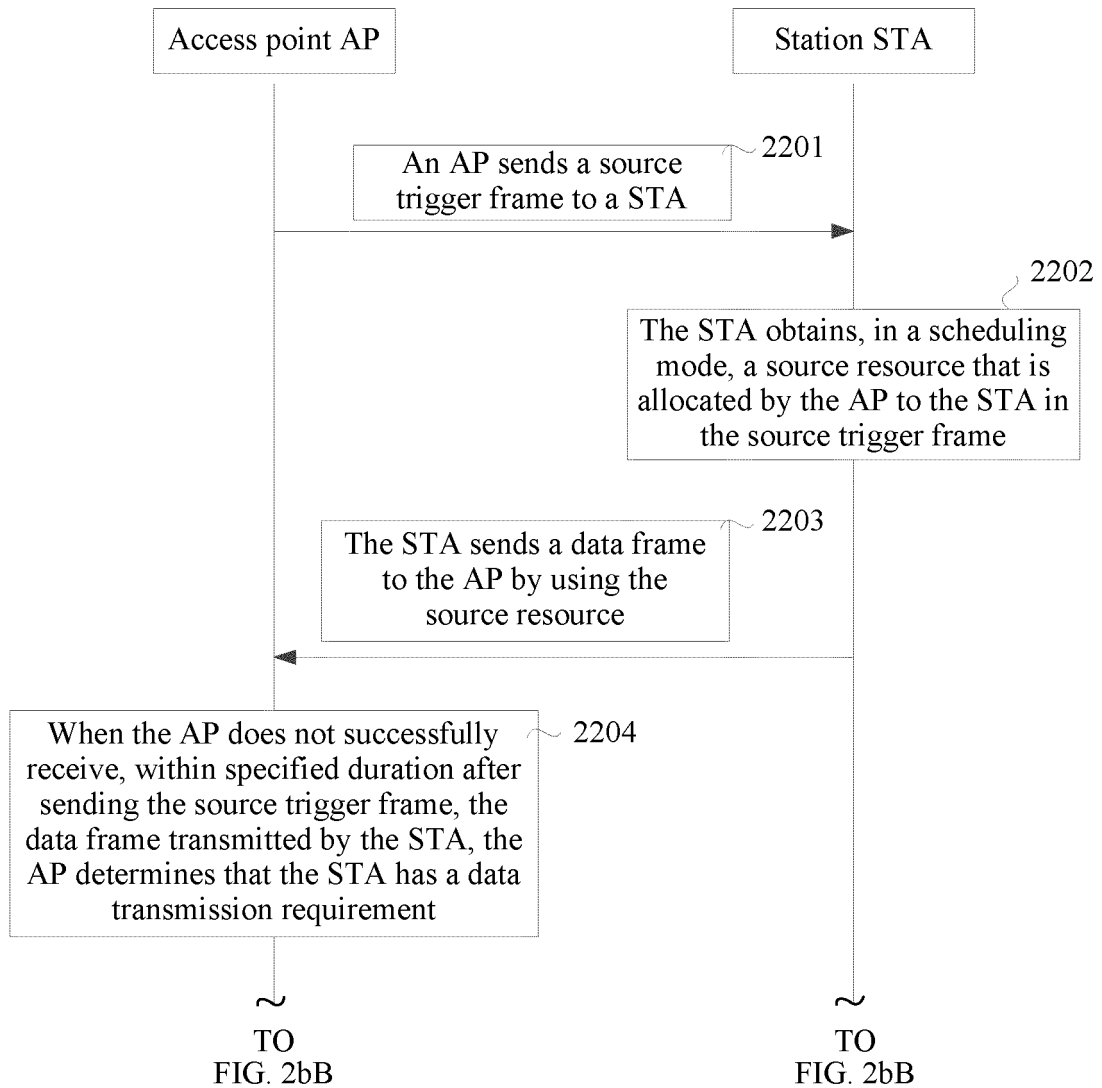 Access point AP
Station STA
2201
An AP sends a source
trigger frame to a STA
2202
The STA obtains, in a scheduling
mode, a source resource that is
allocated by the AP to the STA in
the source trigger frame
2203
The STA sends a data frame
to the AP by using the
source resource
When the AP does not successfully
receive, within specified duration after
sending the source trigger frame, the
data frame transmitted by the STA, the
AP determines that the STA has a data
transmission requirement
2204
~
TO
FIG. 2bB
~
TO
FIG. 2bB